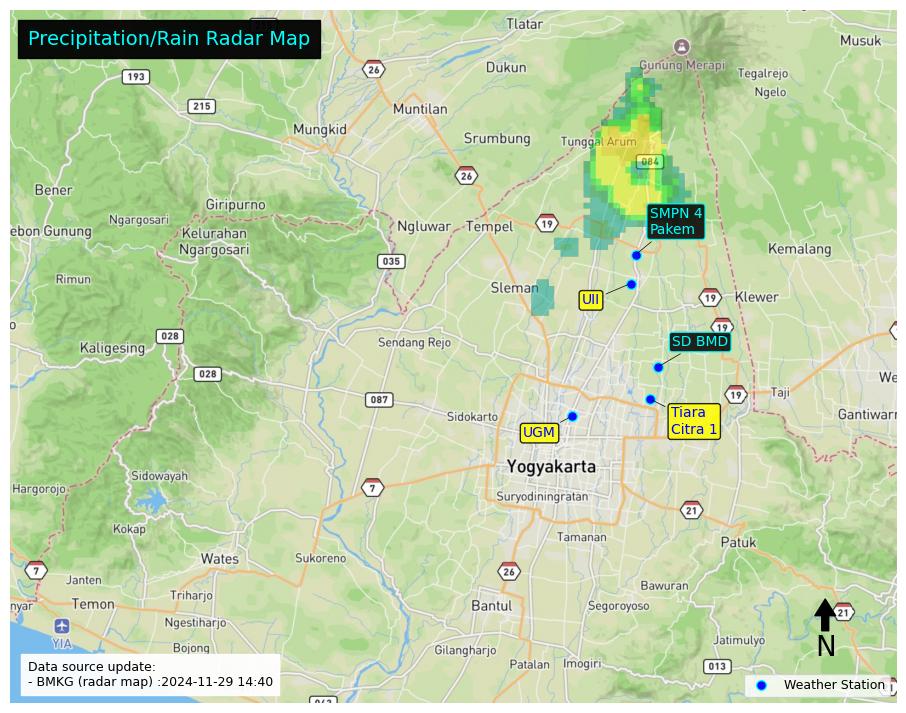 Precipitation/Rain Radar Map
Tlatar
Musuk
26
Dukun
Gunung Merapi
Tegalrejo
193
Ngelo
215
Muntilan
Mungkid
Srumbung
Tunggal Arum
084
26
Bener
Giripurno
Ngargosari
SMPN 4
Pakem
ebon Gunung
Kelurahan
Ngargosari
Ngluwar
Tempel
19
Kemalang
035
Rimun
Sleman
UII
19
Klewer
19
028
Kaligesing
Sendang Rejo
SD BMD
028
087
Taji
19
We
Sidokarto
Tiara
Citra 1
Gantiwarn
UGM
Yogyakarta
Sidowayah
Hargorojo
7
Suryodiningratan
21
Kokap
Tamanan
Patuk
Wates
Sukoreno
7
26
Janten
Bawuran
nyar
Temon
Triharjo
Bantul
Segoroyoso
21
Ngestiharjo
YIA
Bojong
Gilangharjo
Jatimulyo
N
Patalan
Imogiri
013
Data source update:
- BMKG (radar map) :2024-11-29 14:40
Weather Station